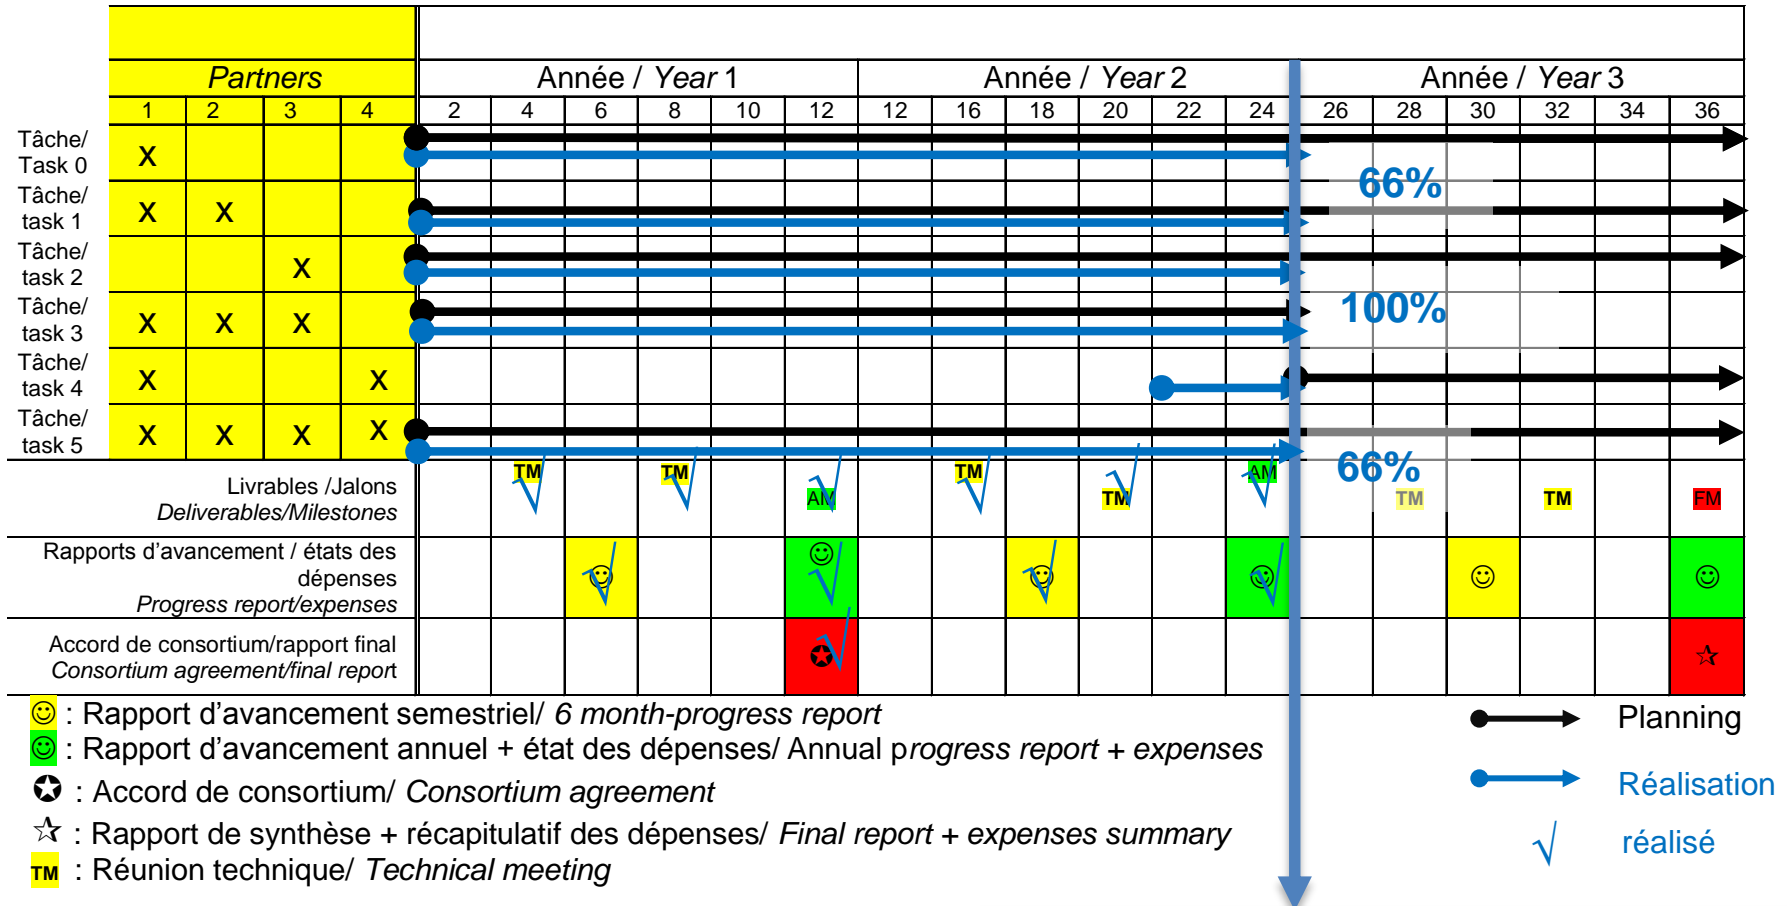 Partners Année / Year 1 Année / Year 2 Année / Year 3
1 2 3 4 2 4 6 8 10 12 12 16 18 20 22 24 26 28 30 32 34 36
Tâche/
Task 0 X
66%
Tâche/
task 1 X X
Tâche/
task 2 X
100%
Tâche/
task 3 X X X
Tâche/
task 4 X X
Tâche/
task 5 X X X X
66%
TM TM TM AM
Livrables /Jalons
Deliverables/Milestones AM TM TM TM FM
Rapports d'avancement / états des
dépenses
Progress report/expenses
Accord de consortium/rapport final
Consortium agreement/final report
☺ : Rapport d'avancement semestriel/ 6 month-progress report
☺ : Rapport d'avancement annuel + état des dépenses/ Annual progress report + expenses
✪ : Accord de consortium/ Consortium agreement
☆ : Rapport de synthèse + récapitulatif des dépenses/ Final report + expenses summary
TM : Réunion technique/ Technical meeting
Planning
Réalisation
√ réalisé